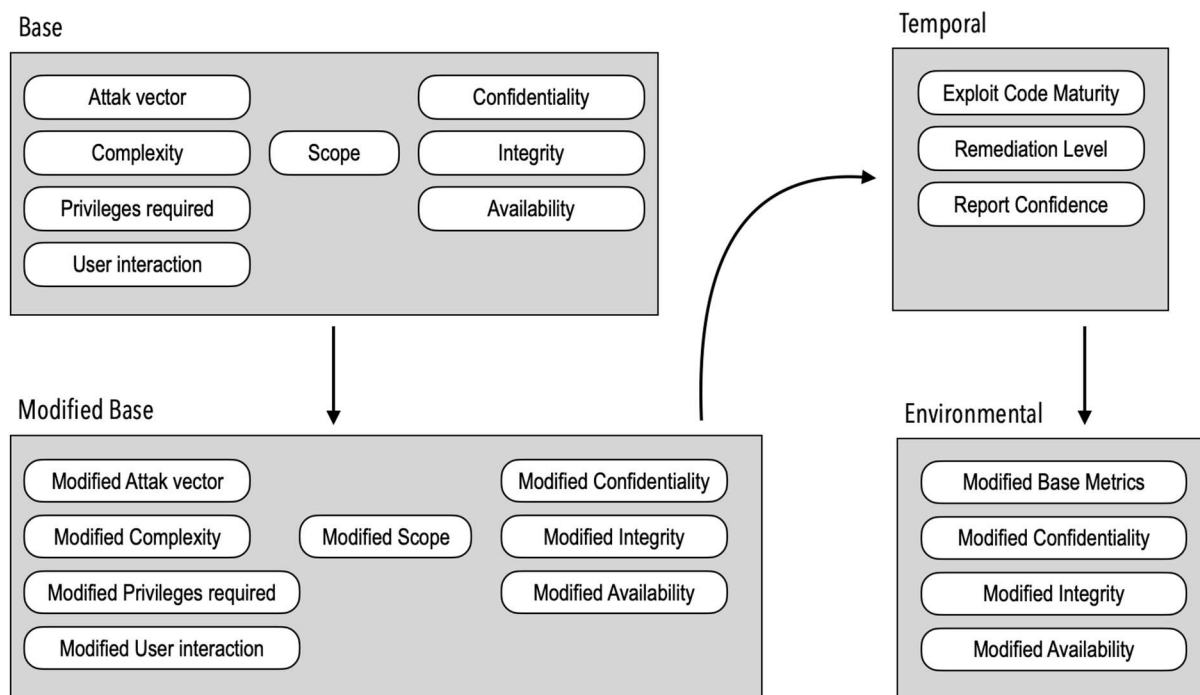 Base
Attak vector
Complexity
Privileges required
User interaction
Scope
Confidentiality
Integrity
Availability
Modified Base
Modified Attak vector
Modified Complexity
Modified Privileges required
Modified User interaction
Modified Scope
Modified Confidentiality
Modified Integrity
Modified Availability
Temporal
Exploit Code Maturity
Remediation Level
Report Confidence
Environmental
Modified Base Metrics
Modified Confidentiality
Modified Integrity
Modified Availability